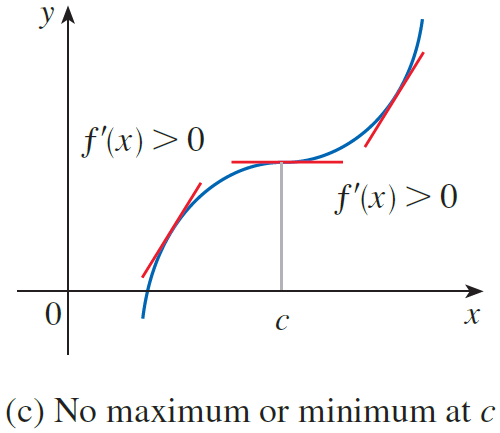 y
f′(x) > 0
f′(x) > 0
0
c
x
(c) No maximum or minimum at c